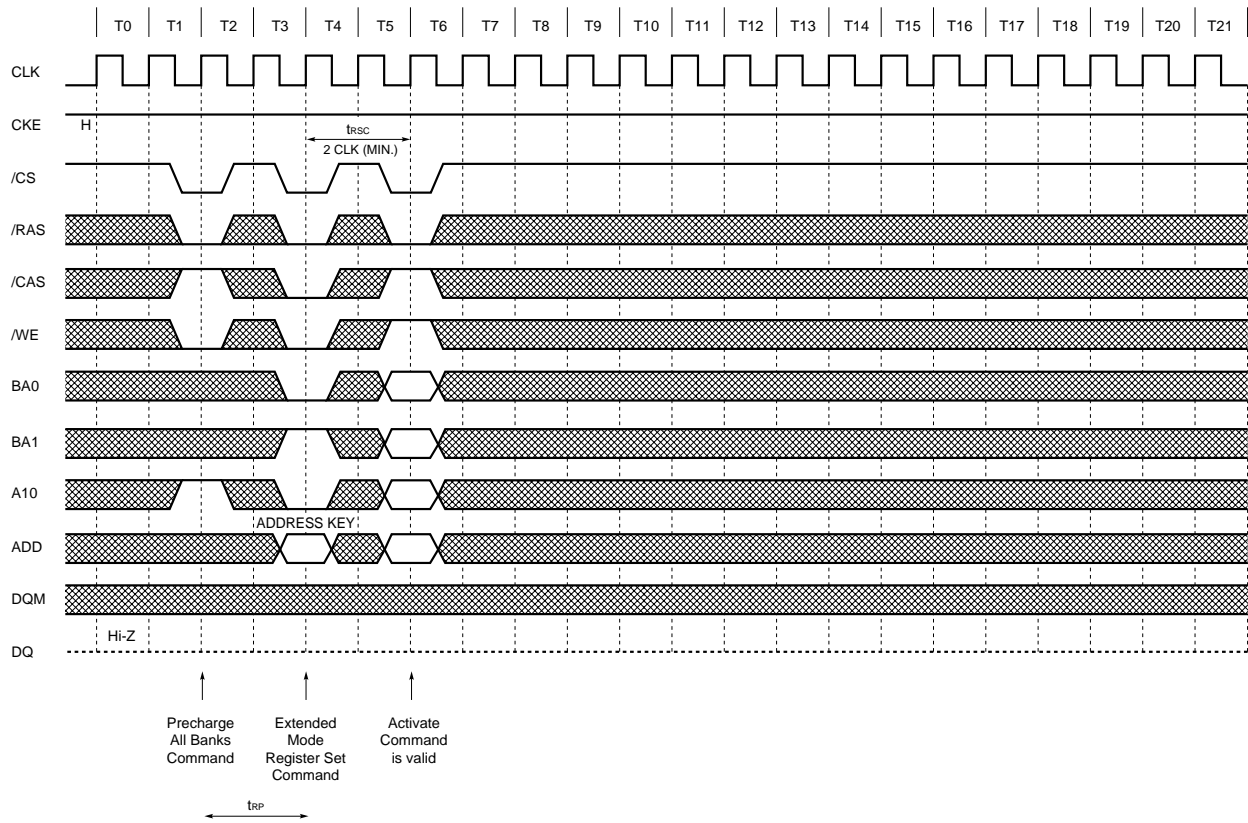 T0 T1 T2 T3 T4 T5 T6 T7 T8 T9 T10 T11 T12 T13 T14 T15 T16 T17 T18 T19 T20 T21
CLK
CKE H
tRSC
2 CLK (MIN.)
/CS
/RAS
/CAS
/WE
BA0
BA1
A10
ADDRESS KEY
ADD
DQM
Hi-Z
DQ
Precharge
All Banks
Command
Extended
Mode
Register Set
Command
Activate
Command
is valid
tRP